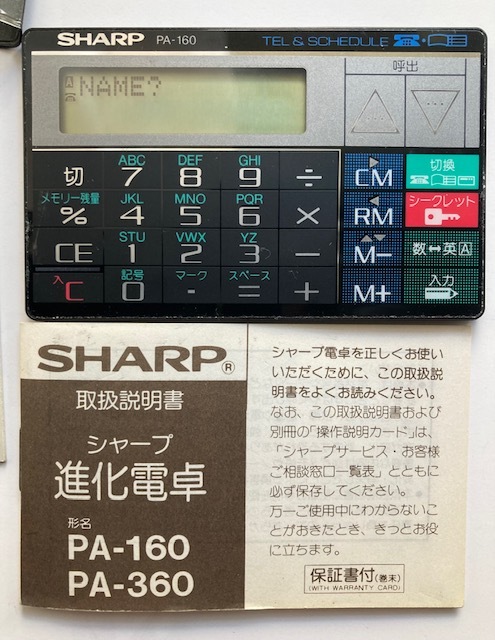 SHARP PA-160 TEL & SCHEDULE
呼出
NAME?
ABC DEF GHI
切 7 8 9 ÷ CM 切換
メモリー残量 JKL MNO PQR
% 4 5 6 × RM シークレット
STU VWX YZ
CE 1 2 3 − M− 数↔英A
入 記号 マーク スペース 入力
C 0 · = + M+
SHARP®
取扱説明書
シャープ
進化電卓
形名
PA-160
PA-360
シャープ電卓を正しくお使い
いただくために、この取扱説
明書をよくお読みください。
なお、この取扱説明書および
別冊の「操作説明カード」は、
「シャープサービス・お客様
ご相談窓口一覧表」とともに
必ず保存してください。
万一ご使用中にわからないこ
とがおきたとき、きっとお役
に立ちます。
保証書付(巻末)
(WITH WARRANTY CARD)